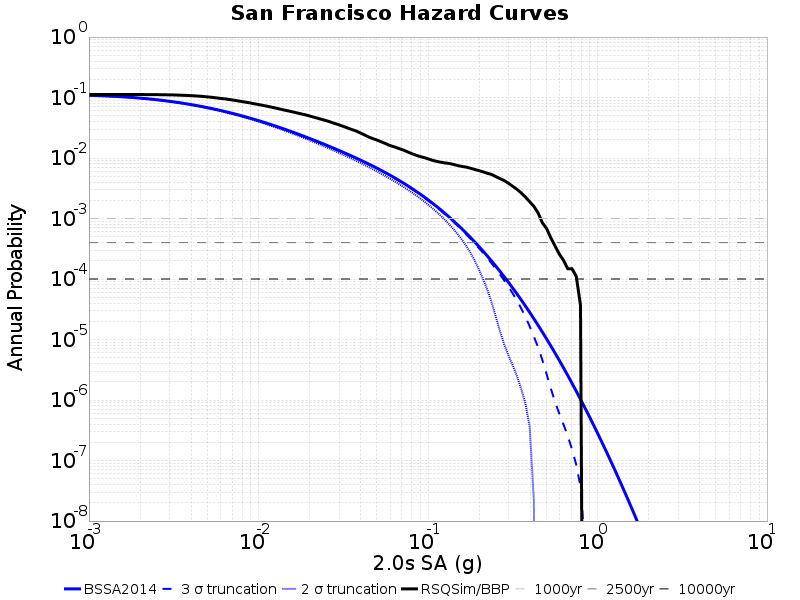 San Francisco Hazard Curves
10^0
10^-1
10^-2
10^-3
10^-4
10^-5
10^-6
10^-7
10^-8
Annual Probability
10^-3 10^-2 10^-1 10^0 10^1
2.0s SA (g)
BSSA2014 3 σ truncation 2 σ truncation RSQSim/BBP 1000yr 2500yr 10000yr